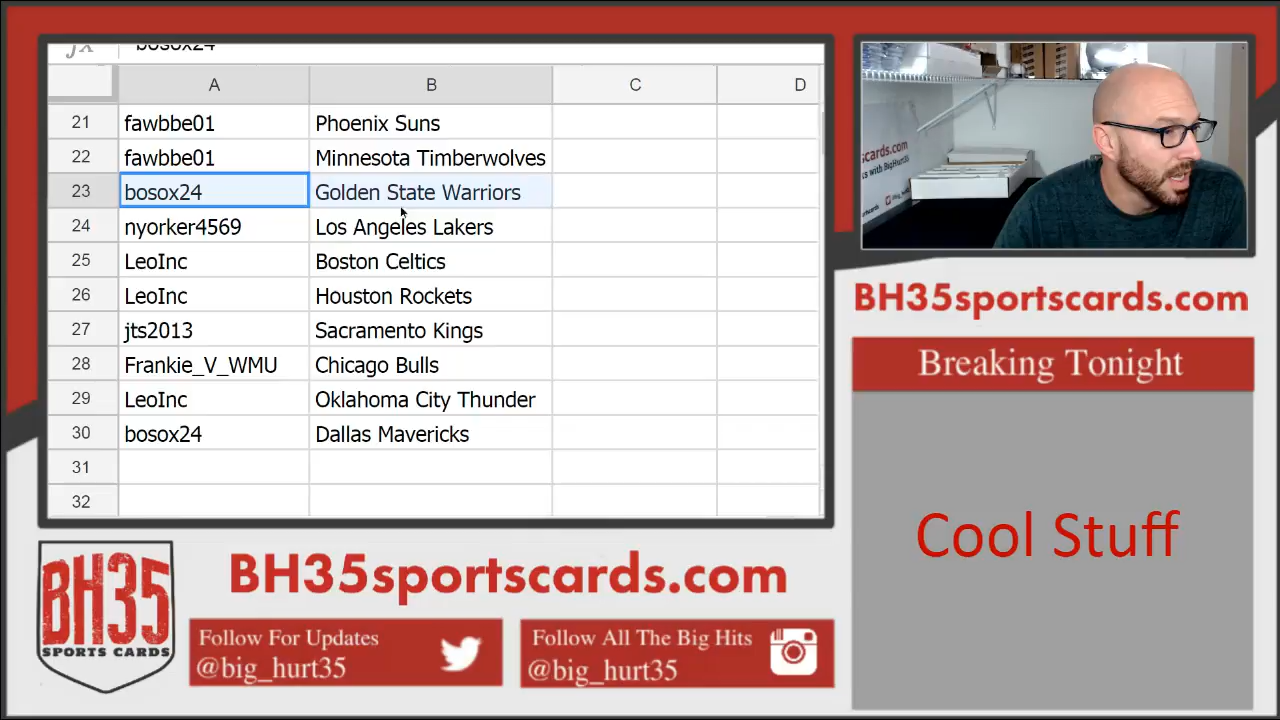 bosox24
A B C D
21 fawbbe01 Phoenix Suns
22 fawbbe01 Minnesota Timberwolves
23 bosox24 Golden State Warriors
24 nyorker4569 Los Angeles Lakers
25 LeoInc Boston Celtics
26 LeoInc Houston Rockets
27 jts2013 Sacramento Kings
28 Frankie_V_WMU Chicago Bulls
29 LeoInc Oklahoma City Thunder
30 bosox24 Dallas Mavericks
31
32
cards.com
BH35sportscards.com
Breaking Tonight
Cool Stuff
BH35
SPORTS CARDS
BH35sportscards.com
Follow For Updates
@big_hurt35
Follow All The Big Hits
@big_hurt35